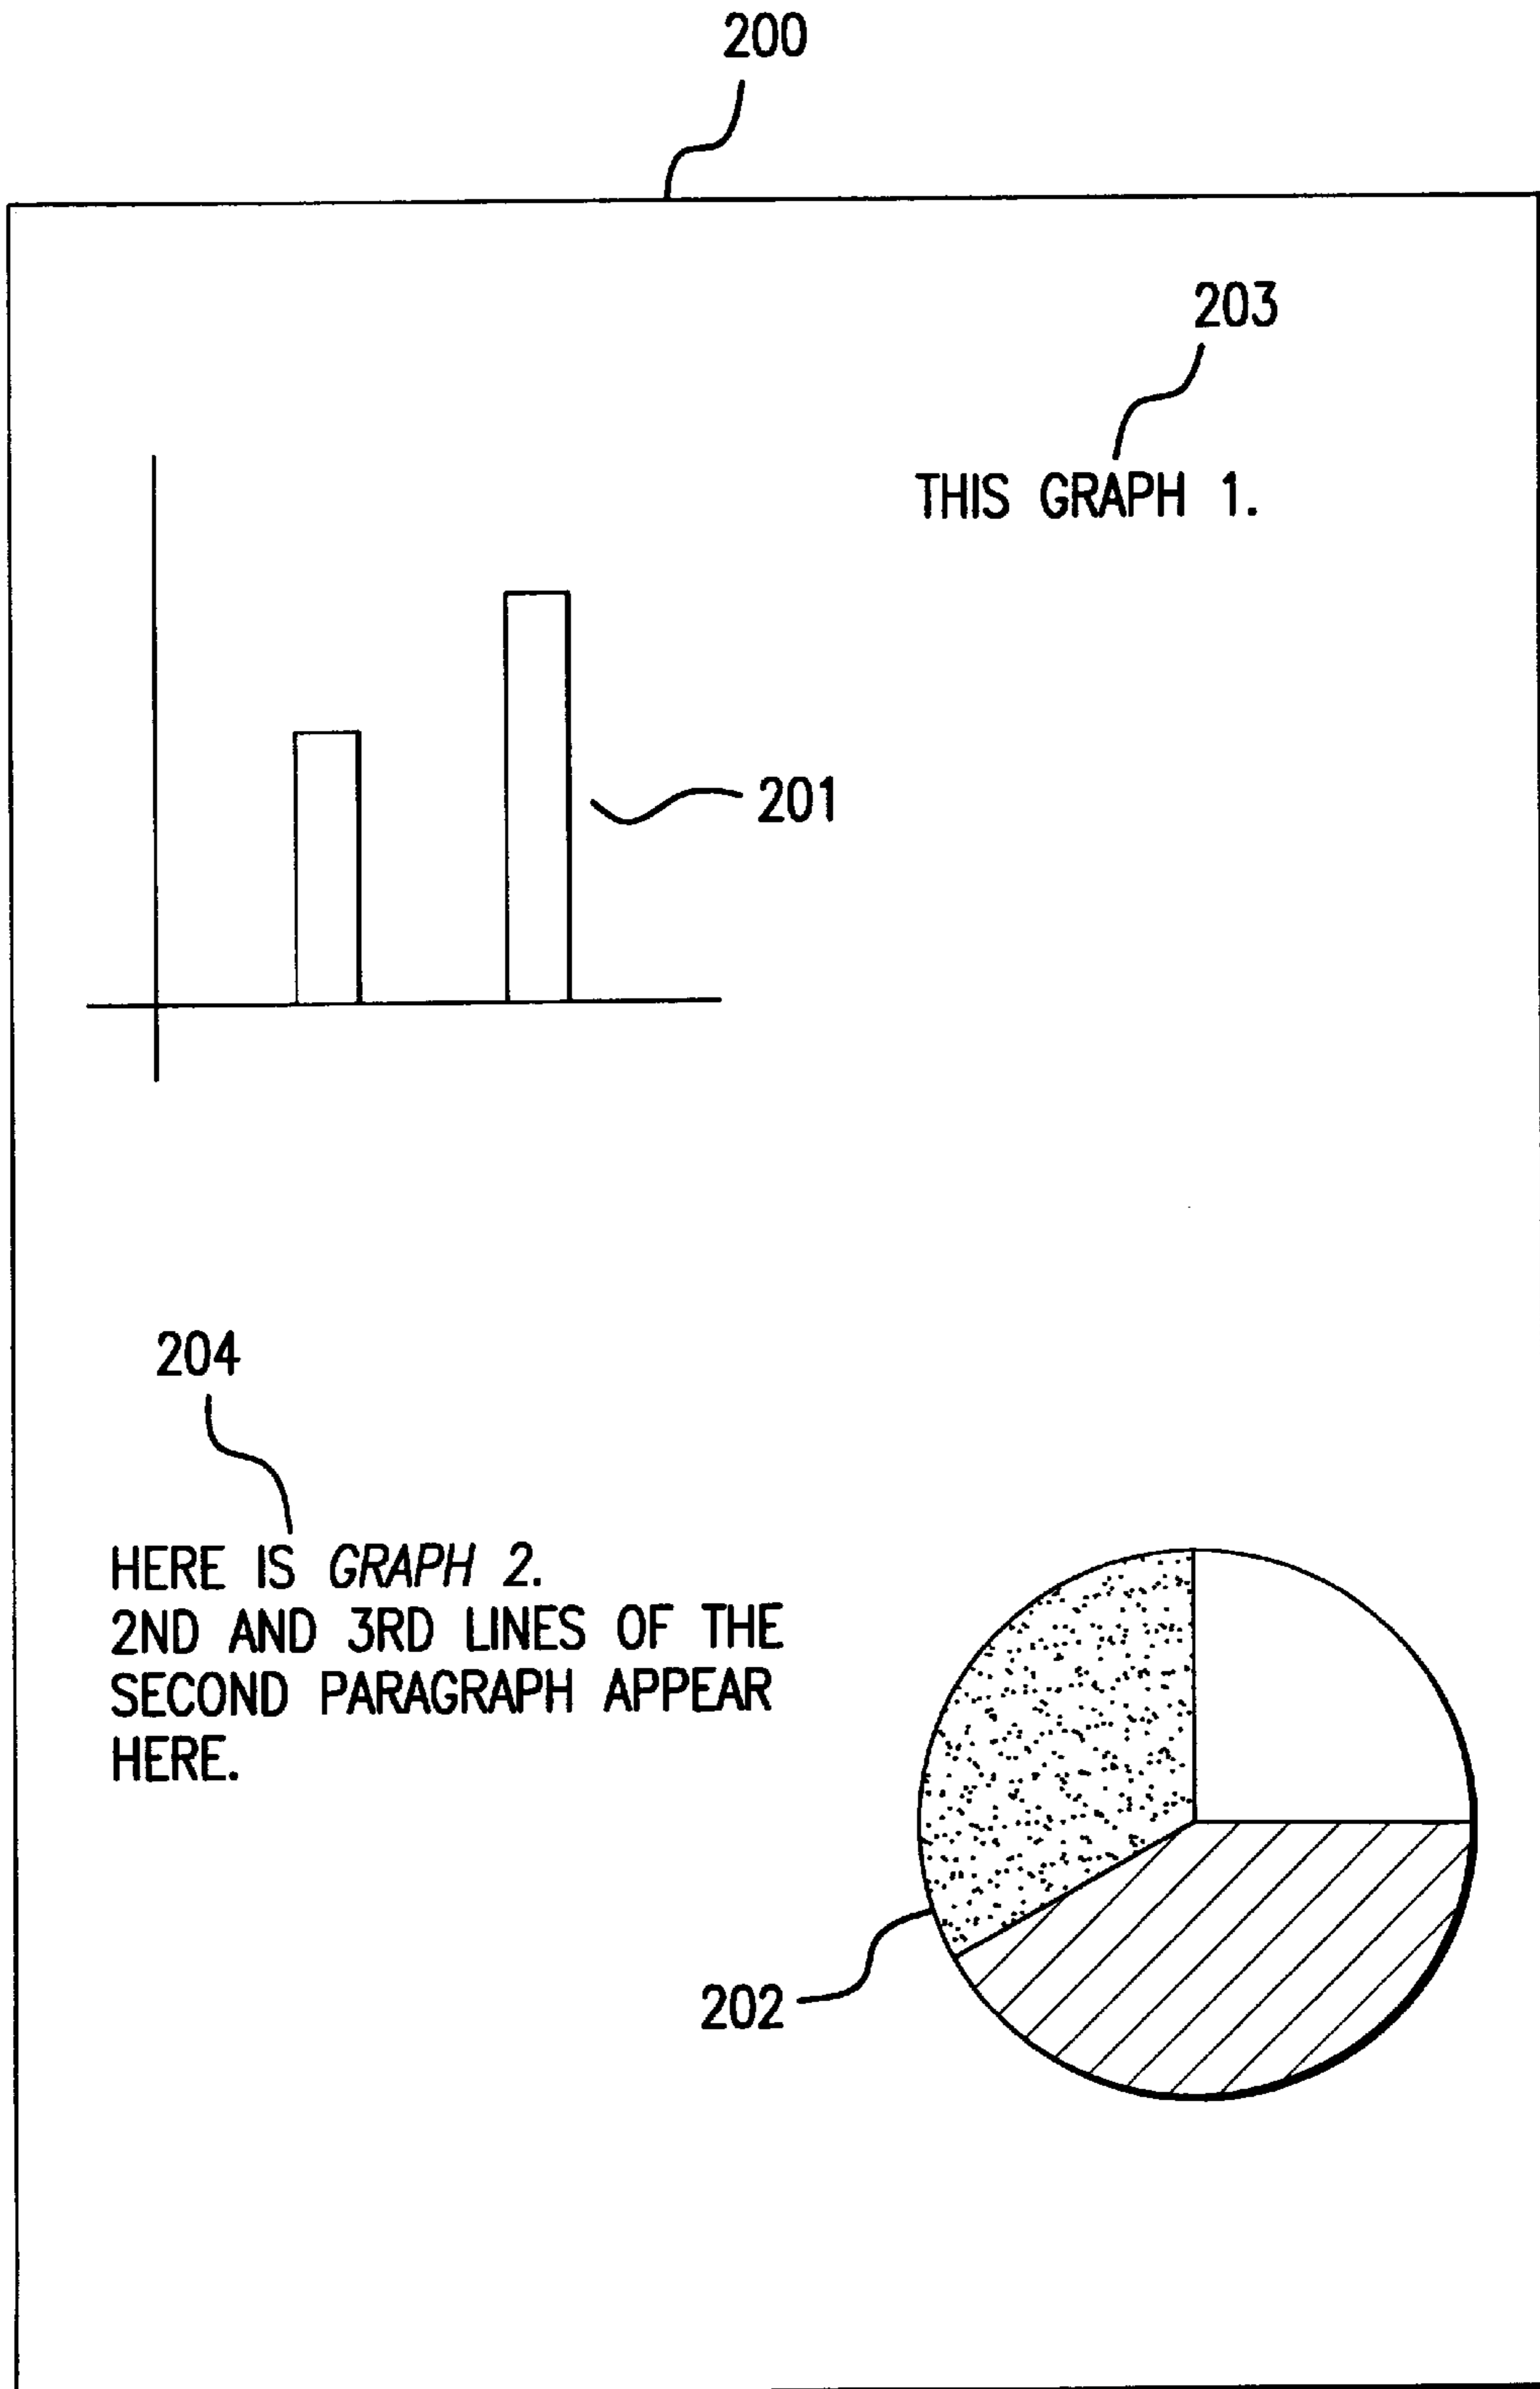 200
203
THIS GRAPH 1.
201
204
HERE IS GRAPH 2.
2ND AND 3RD LINES OF THE
SECOND PARAGRAPH APPEAR
HERE.
202